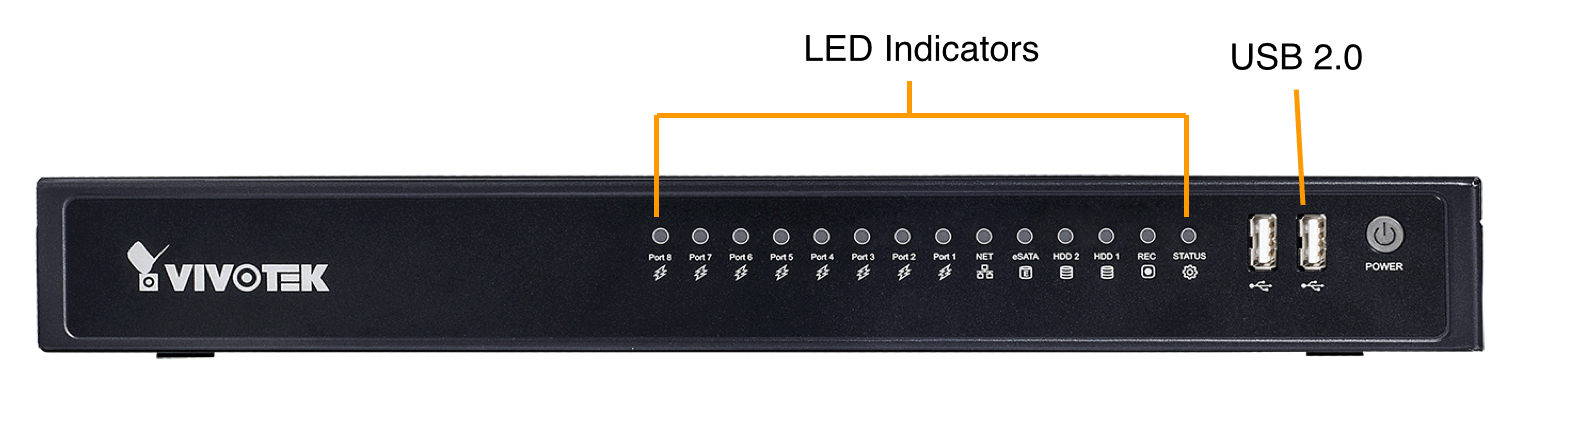 LED Indicators
USB 2.0
VIVOTEK
Port 8 Port 7 Port 6 Port 5 Port 4 Port 3 Port 2 Port 1 NET eSATA HDD 2 HDD 1 REC STATUS
POWER